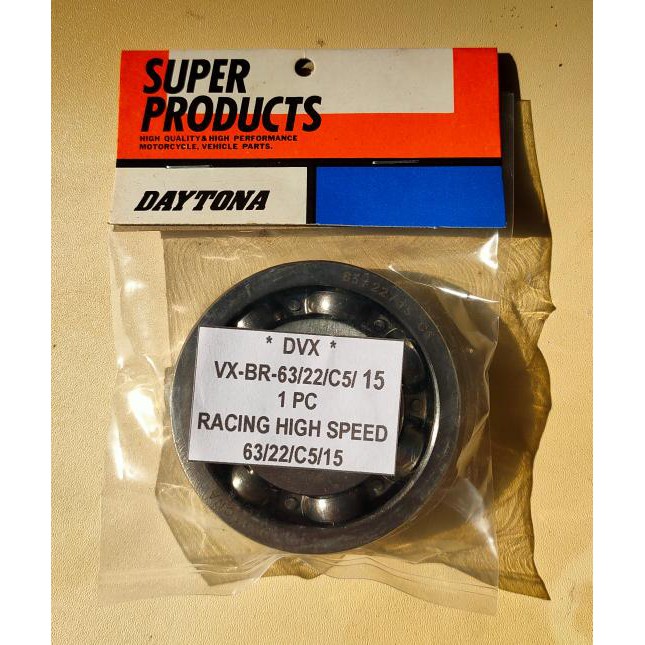 SUPER
PRODUCTS
HIGH QUALITY & HIGH PERFORMANCE
MOTORCYCLE, VEHICLE PARTS.
DAYTONA
* DVX *
VX-BR-63/22/C5/ 15
1 PC
RACING HIGH SPEED
63/22/C5/15